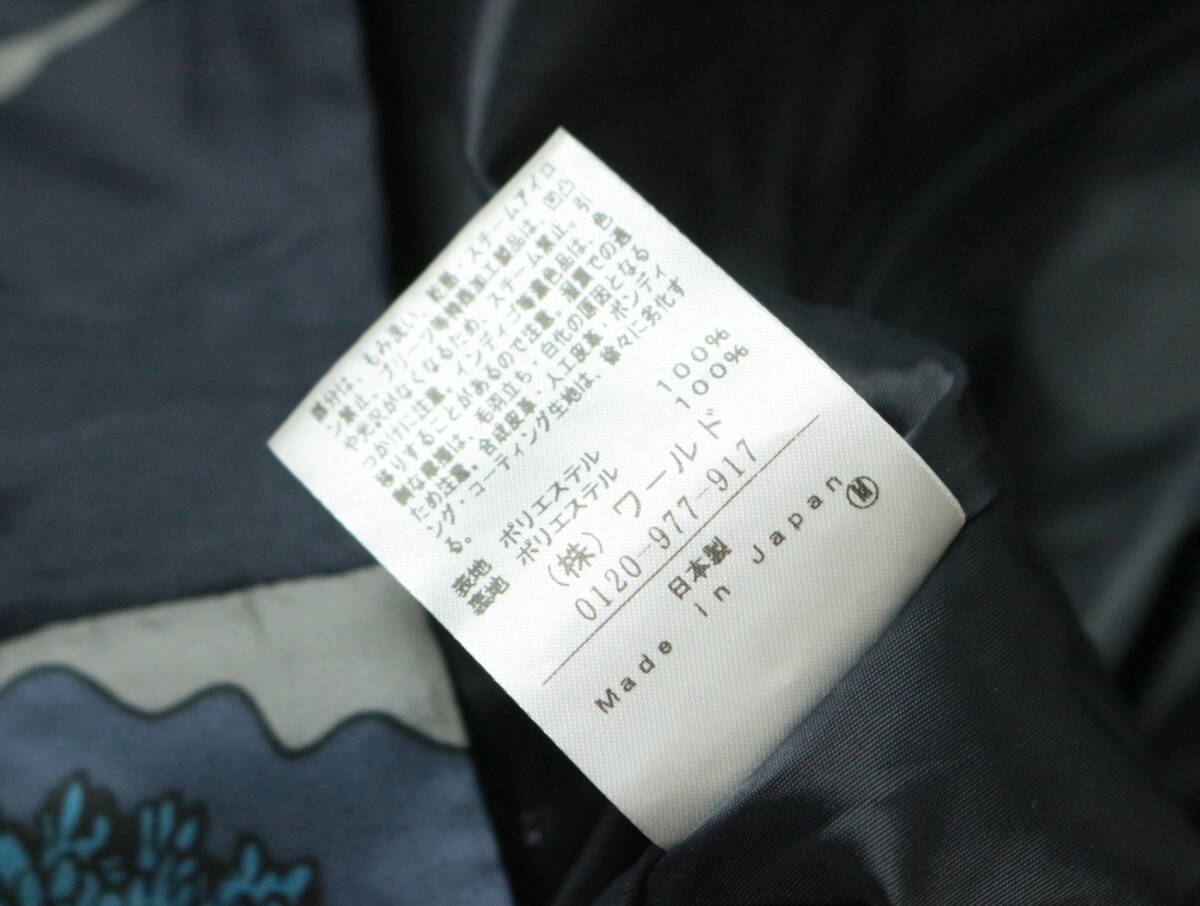 部分は、もみ洗い、乾燥、スチームアイロ
ン禁止。プリーツ等特殊加工製品は、凹凸
や光沢がなくなるため、スチーム禁止、引
つかけに注意。インディゴ等濃色品は、色
移りすることがあるので注意。湿潤での過
剰な摩擦は、毛羽立ち、白化の原因となる
ため注意。合成皮革・人工皮革・ボンディ
ング・コーティング生地は、徐々に劣化す
る。
表地 ポリエステル 100%
裏地 ポリエステル 100%
(株)ワールド
0120-977-917
日本製
Made in Japan Ⓜ